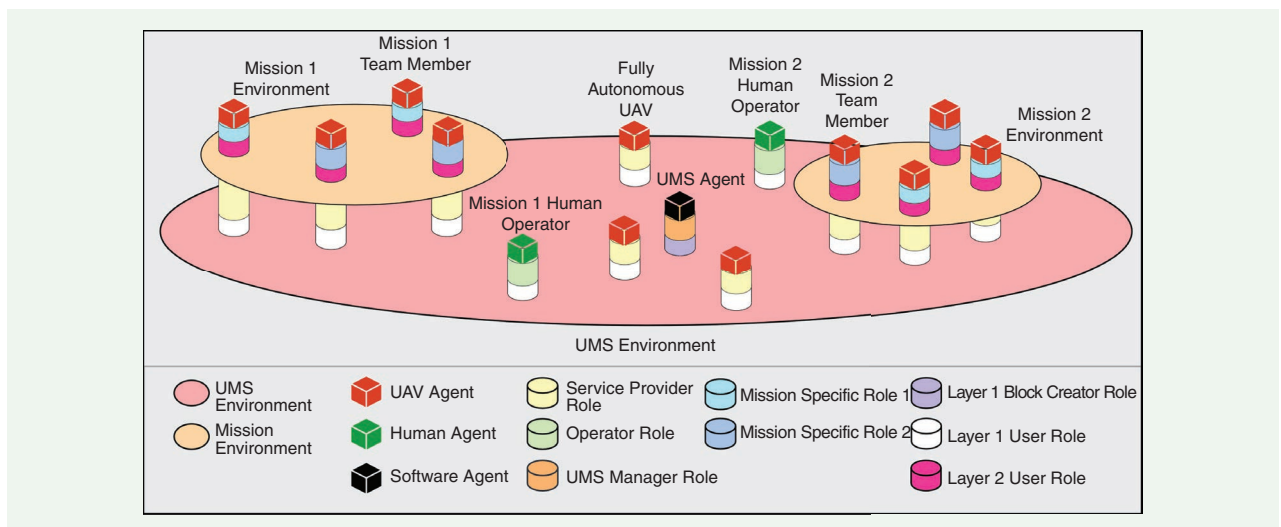 Mission 1
Environment
Mission 1
Team Member
Fully
Autonomous
UAV
Mission 2
Human
Operator
Mission 2
Team
Member
Mission 2
Environment
UMS Agent
Mission 1 Human
Operator
UMS Environment
UMS
Environment
Mission
Environment
UAV Agent
Human Agent
Software Agent
Service Provider
Role
Operator Role
UMS Manager Role
Mission Specific Role 1
Mission Specific Role 2
Layer 1 Block Creator Role
Layer 1 User Role
Layer 2 User Role